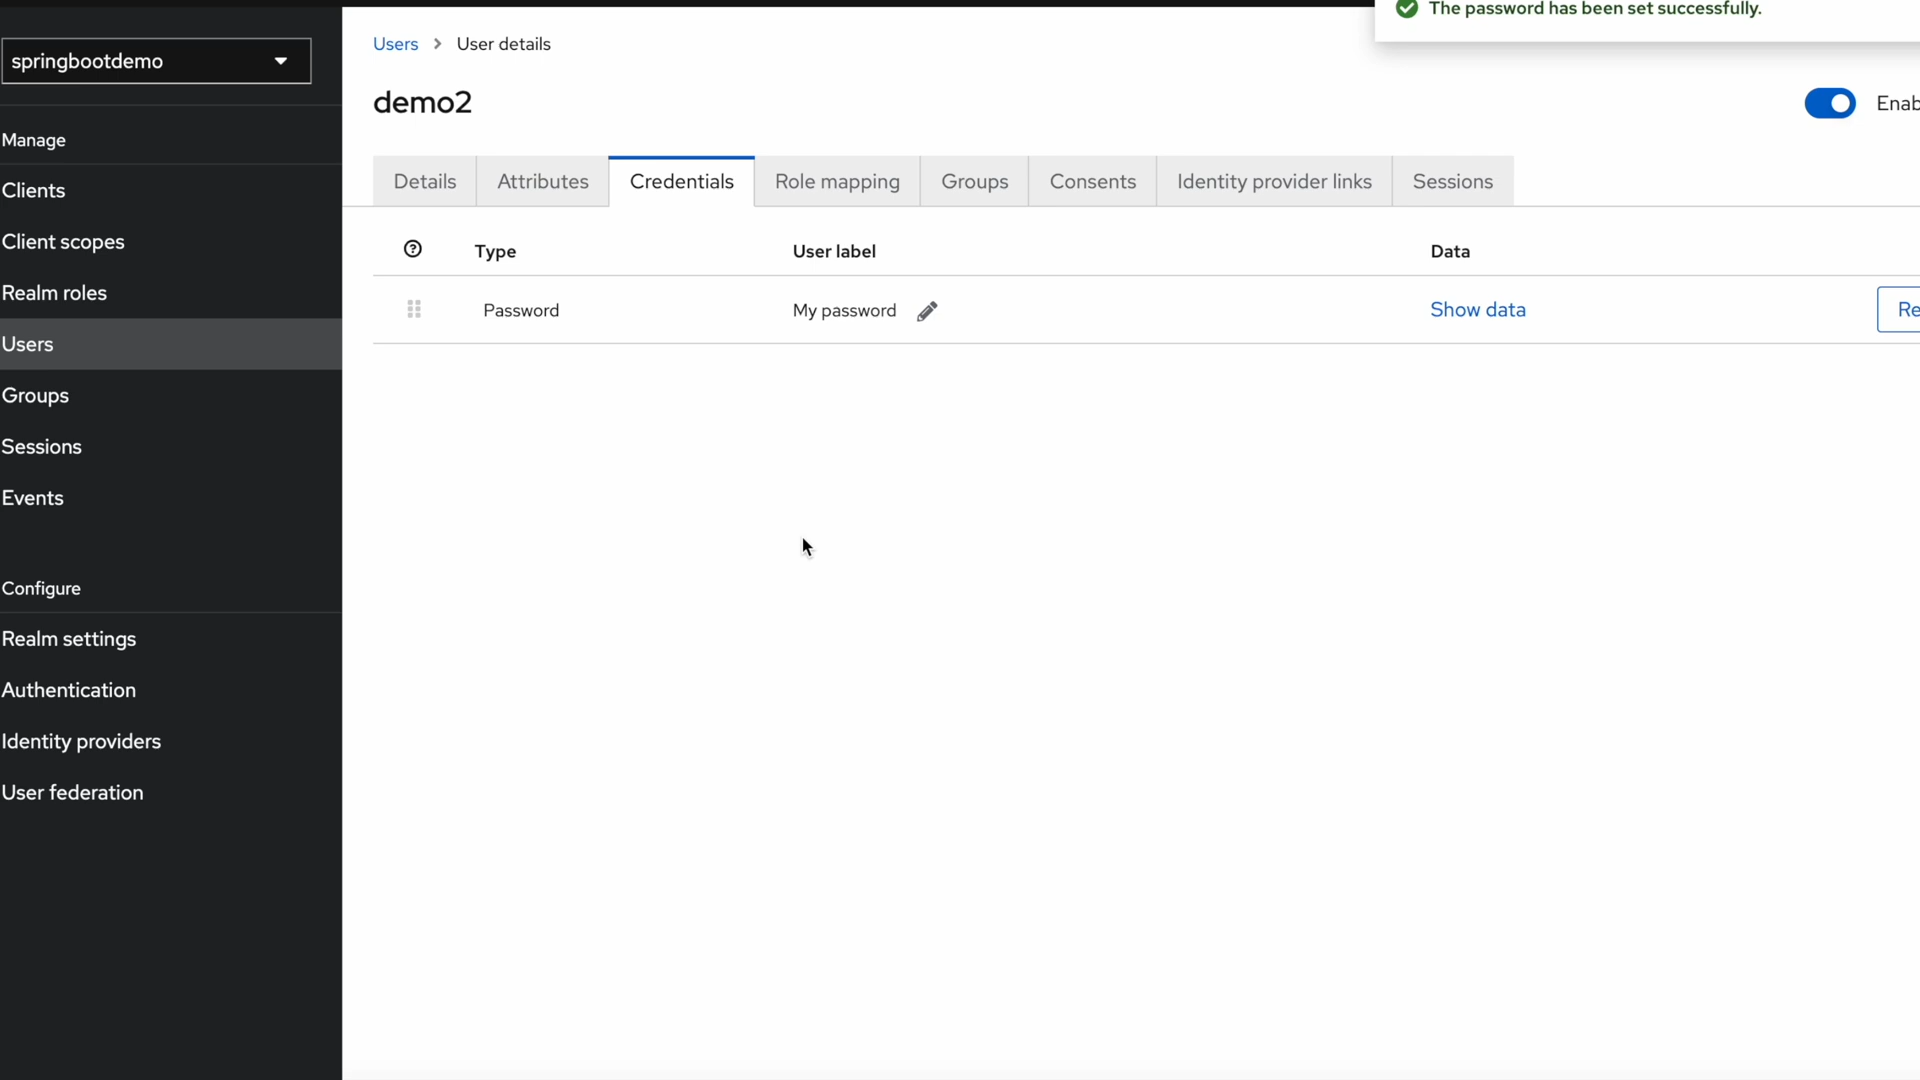 The password has been set successfully.
springbootdemo
Manage
Clients
Client scopes
Realm roles
Users
Groups
Sessions
Events
Configure
Realm settings
Authentication
Identity providers
User federation
Users > User details
demo2
Enab
Details Attributes Credentials Role mapping Groups Consents Identity provider links Sessions
Type User label Data
Password My password Show data Re